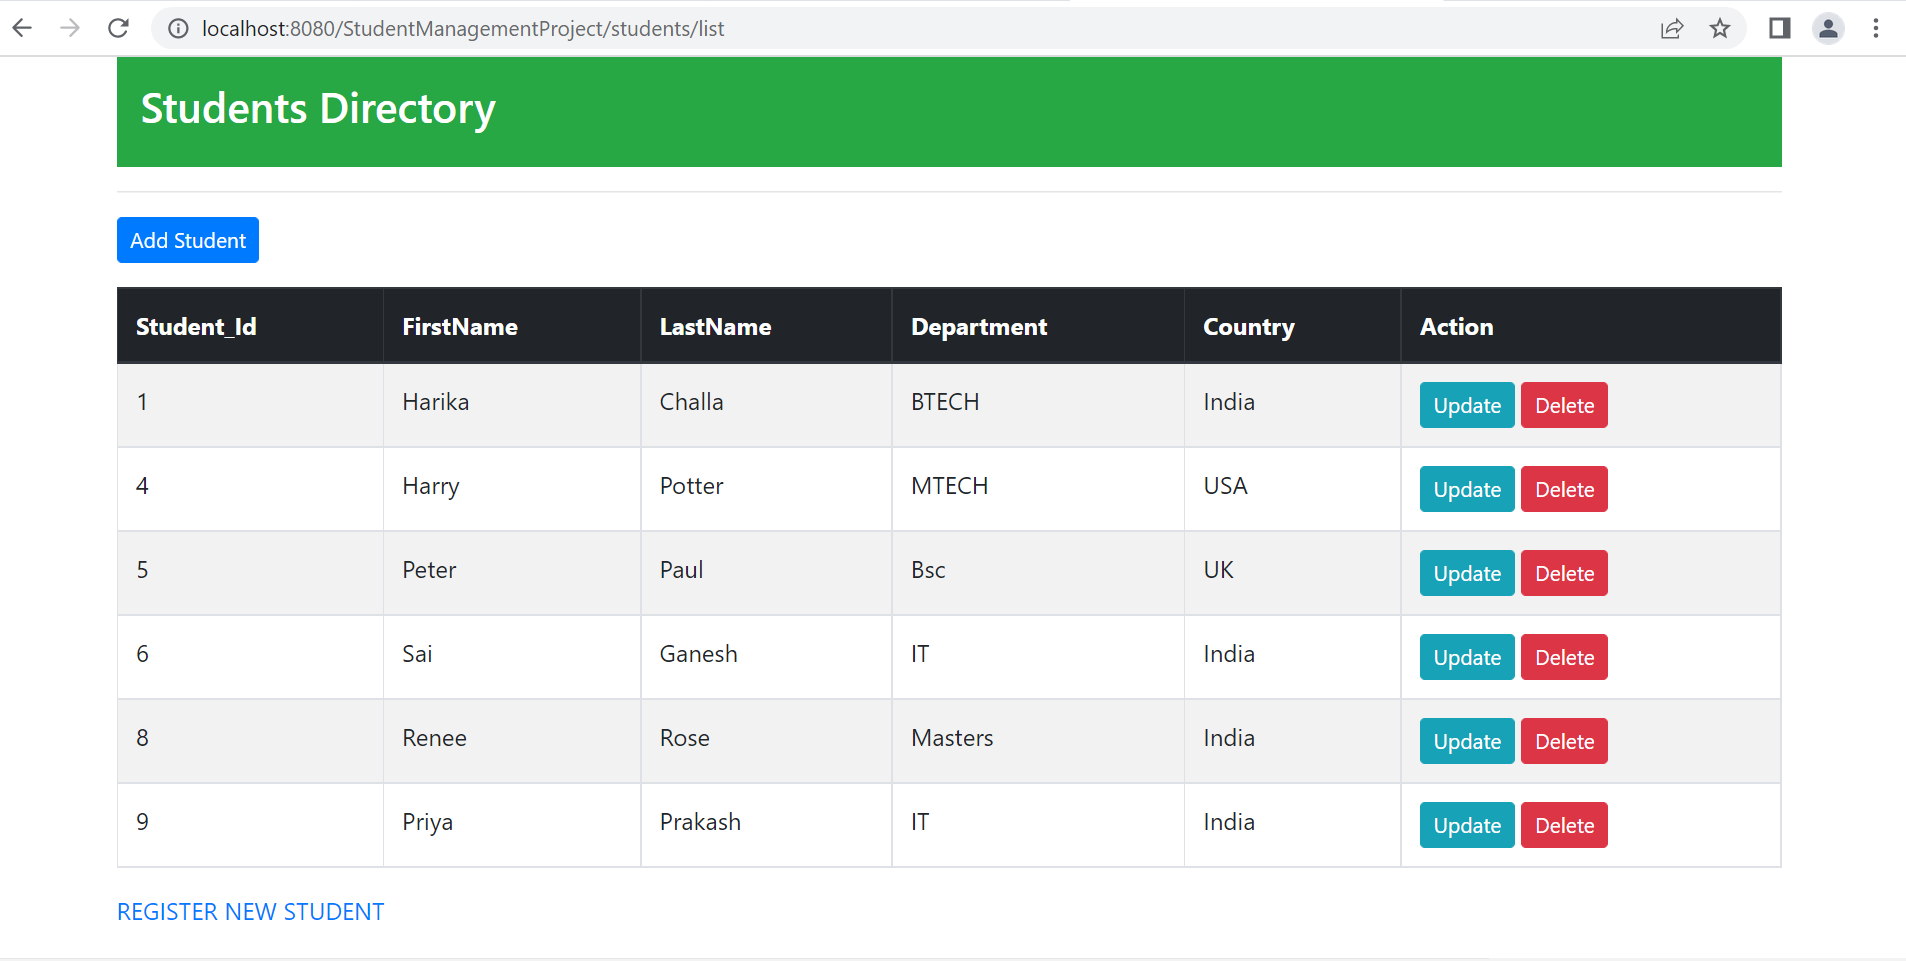 localhost:8080/StudentManagementProject/students/list
Students Directory
Add Student
Student_Id FirstName LastName Department Country Action
1 Harika Challa BTECH India Update Delete
4 Harry Potter MTECH USA Update Delete
5 Peter Paul Bsc UK Update Delete
6 Sai Ganesh IT India Update Delete
8 Renee Rose Masters India Update Delete
9 Priya Prakash IT India Update Delete
REGISTER NEW STUDENT